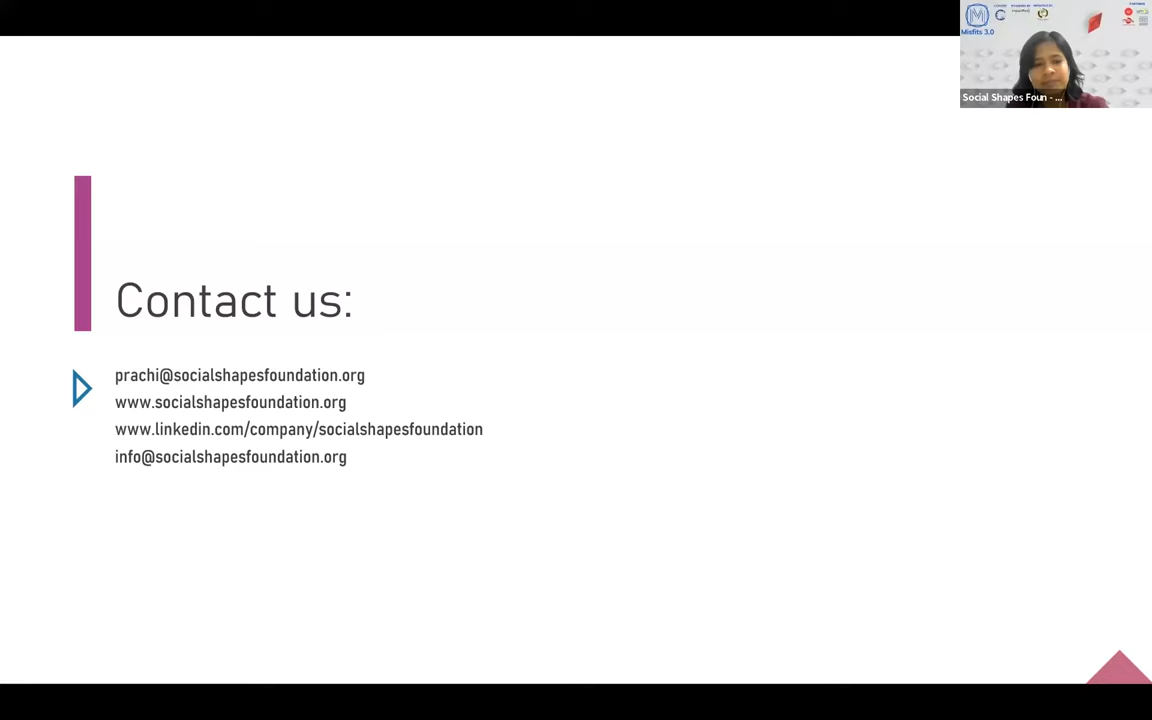 Misfits 3.0
Social Shapes Foun - ...
Contact us:
prachi@socialshapesfoundation.org
www.socialshapesfoundation.org
www.linkedin.com/company/socialshapesfoundation
info@socialshapesfoundation.org